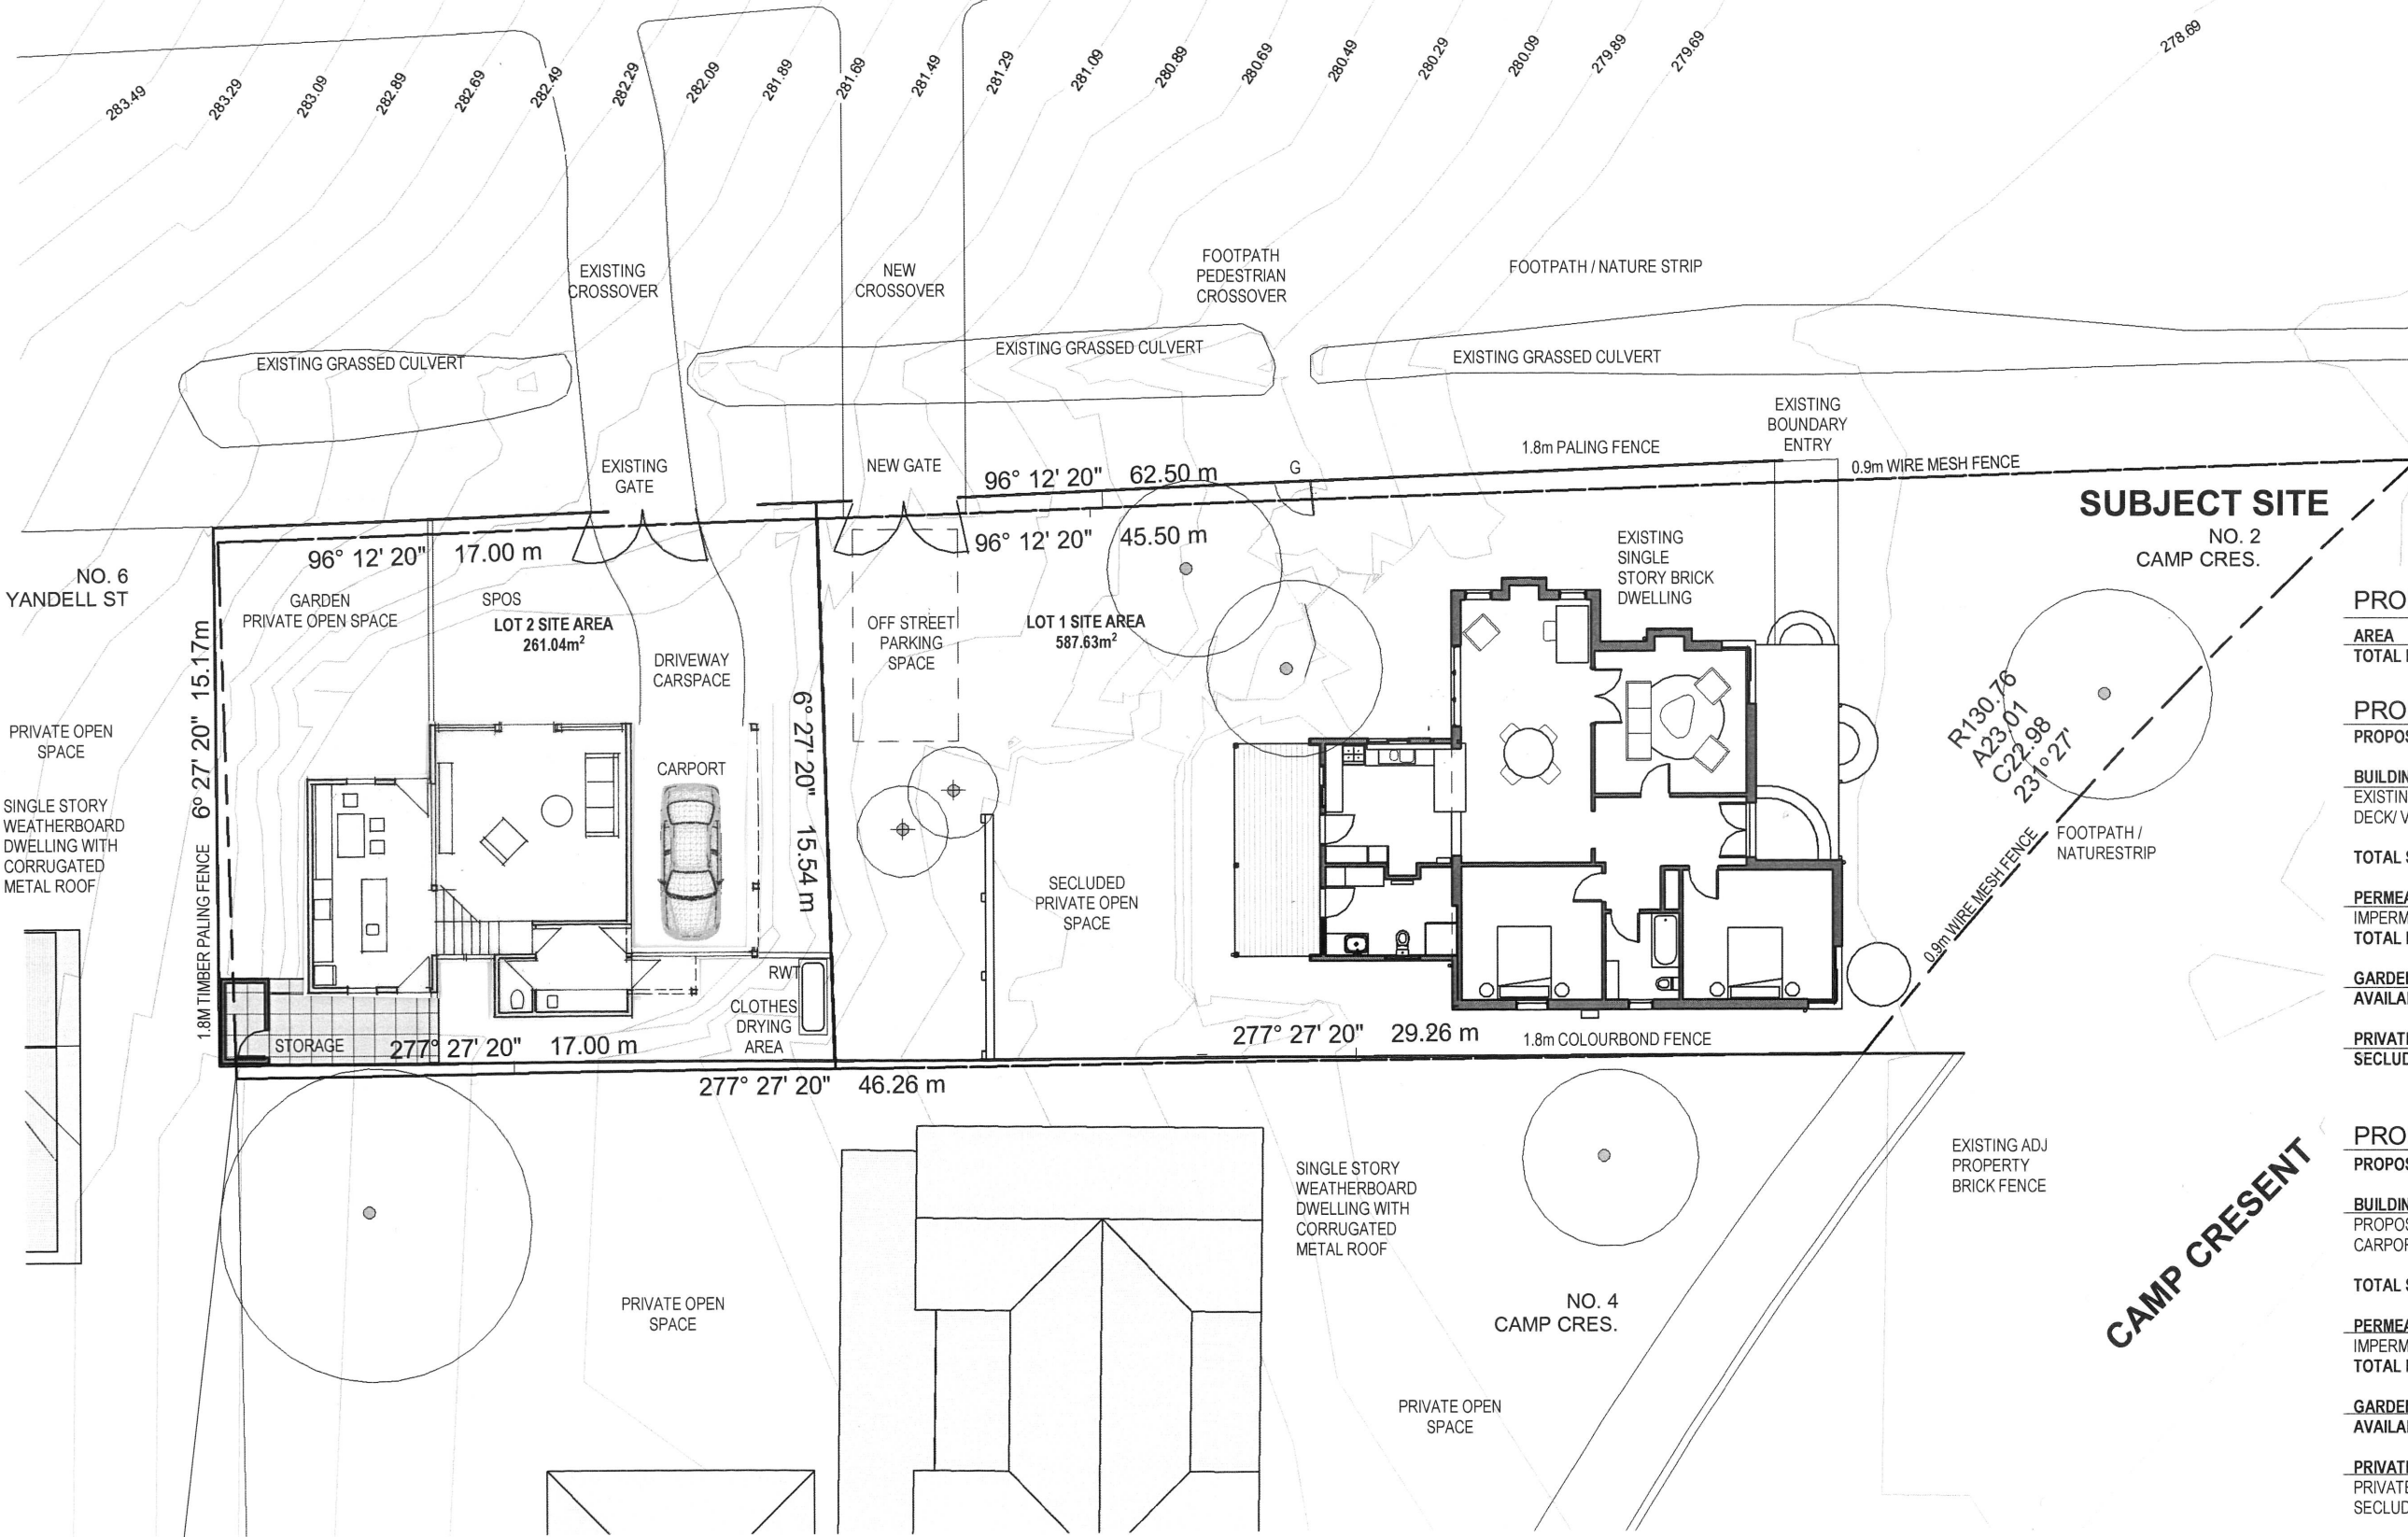 283.49
283.29
283.09
282.89
282.69
282.49
282.29
282.09
281.89
281.69
281.49
281.29
281.09
280.89
280.69
280.49
280.29
280.09
279.89
279.69
278.69
EXISTING
CROSSOVER
NEW
CROSSOVER
FOOTPATH
PEDESTRIAN
CROSSOVER
FOOTPATH / NATURE STRIP
EXISTING GRASSED CULVERT
EXISTING GRASSED CULVERT
EXISTING GRASSED CULVERT
EXISTING
BOUNDARY
ENTRY
1.8m PALING FENCE
0.9m WIRE MESH FENCE
EXISTING
GATE
NEW GATE
96° 12' 20" 62.50 m
G
SUBJECT SITE
NO. 2
CAMP CRES.
96° 12' 20" 17.00 m
96° 12' 20" 45.50 m
EXISTING
SINGLE
STORY BRICK
DWELLING
NO. 6
YANDELL ST
GARDEN
PRIVATE OPEN SPACE
SPOS
LOT 2 SITE AREA
261.04m²
OFF STREET
PARKING
SPACE
LOT 1 SITE AREA
587.63m²
DRIVEWAY
CARSPACE
6° 27' 20" 15.17m
6° 27' 20" 15.54 m
PRIVATE OPEN
SPACE
CARPORT
R130.76
A23.01
C22.98
231° 27'
SINGLE STORY
WEATHERBOARD
DWELLING WITH
CORRUGATED
METAL ROOF
1.8M TIMBER PALING FENCE
SECLUDED
PRIVATE OPEN
SPACE
0.9m WIRE MESH FENCE
FOOTPATH /
NATURESTRIP
RWT
CLOTHES
DRYING
AREA
STORAGE
277° 27' 20" 17.00 m
277° 27' 20" 29.26 m
1.8m COLOURBOND FENCE
277° 27' 20" 46.26 m
SINGLE STORY
WEATHERBOARD
DWELLING WITH
CORRUGATED
METAL ROOF
EXISTING ADJ
PROPERTY
BRICK FENCE
CAMP CRESENT
PRIVATE OPEN
SPACE
NO. 4
CAMP CRES.
PRIVATE OPEN
SPACE
PRO
AREA
TOTAL
PRO
PROPOS
BUILDIN
EXISTIN
DECK/ V
TOTAL S
PERMEA
IMPERM
TOTAL
GARDEN
AVAILA
PRIVAT
SECLUD
PRO
PROPOS
BUILDIN
PROPOS
CARPOR
TOTAL S
PERMEA
IMPERM
TOTAL
GARDEN
AVAILA
PRIVAT
PRIVATE
SECLUD